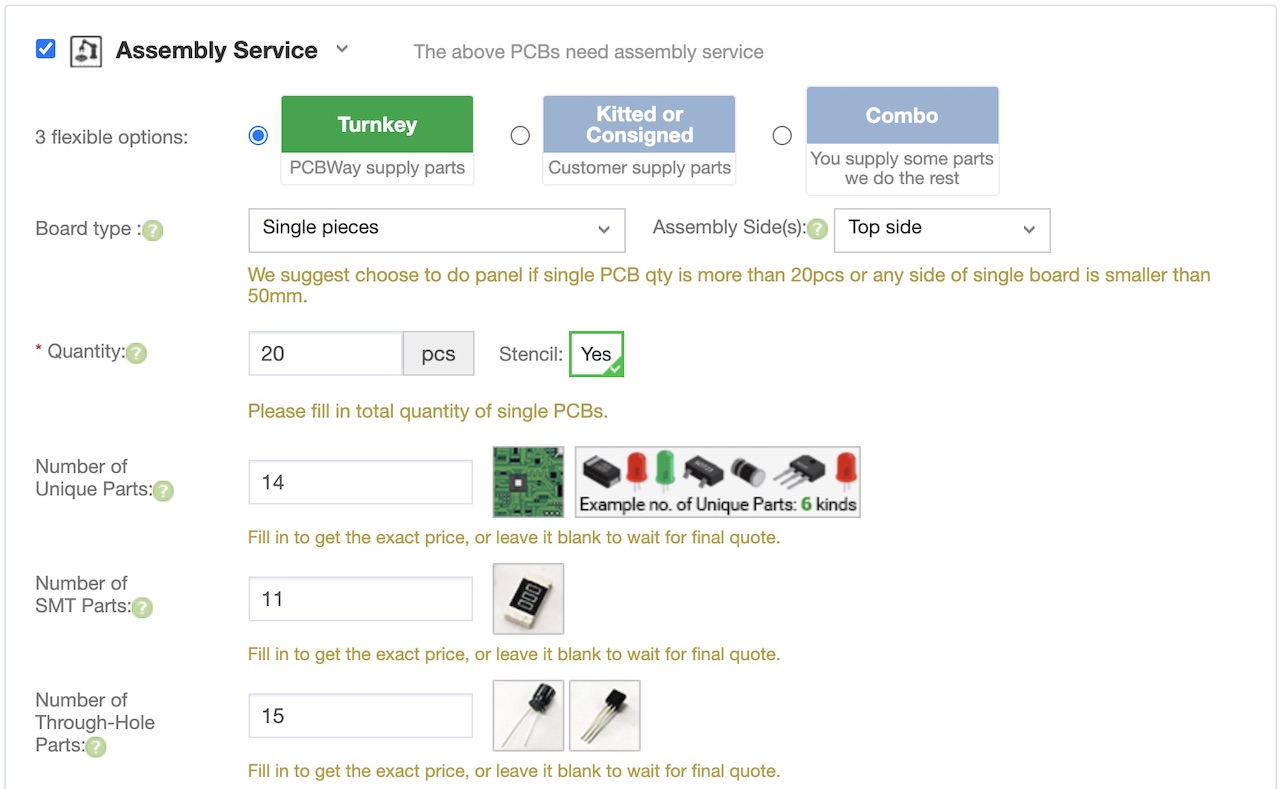 Assembly Service
The above PCBs need assembly service
3 flexible options:
Turnkey
PCBWay supply parts
Kitted or
Consigned
Customer supply parts
Combo
You supply some parts
we do the rest
Board type :?
Single pieces
Assembly Side(s):?
Top side
We suggest choose to do panel if single PCB qty is more than 20pcs or any side of single board is smaller than
50mm.
* Quantity:?
20
pcs
Stencil:
Yes
Please fill in total quantity of single PCBs.
Number of
Unique Parts:?
14
Example no. of Unique Parts: 6 kinds
Fill in to get the exact price, or leave it blank to wait for final quote.
Number of
SMT Parts:?
11
000
Fill in to get the exact price, or leave it blank to wait for final quote.
Number of
Through-Hole
Parts:?
15
Fill in to get the exact price, or leave it blank to wait for final quote.